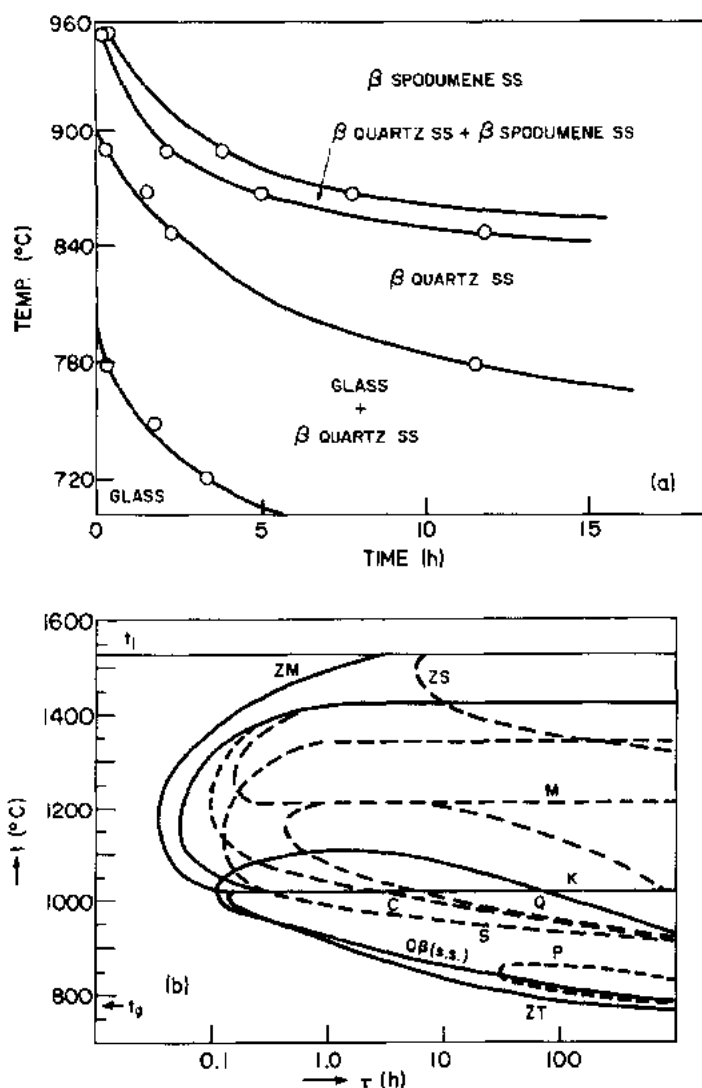 960
900
840
780
720
TEMP. (°C)
β SPODUMENE SS
β QUARTZ SS + β SPODUMENE SS
β QUARTZ SS
GLASS
+
β QUARTZ SS
GLASS
(a)
0
5
10
15
TIME (h)
1600
1400
1200
1000
800
t (°C)
tl
ZM
ZS
M
K
Q
C
S
Qβ(s.s.)
P
ZT
(b)
tg
0.1
1.0
10
100
τ (h)